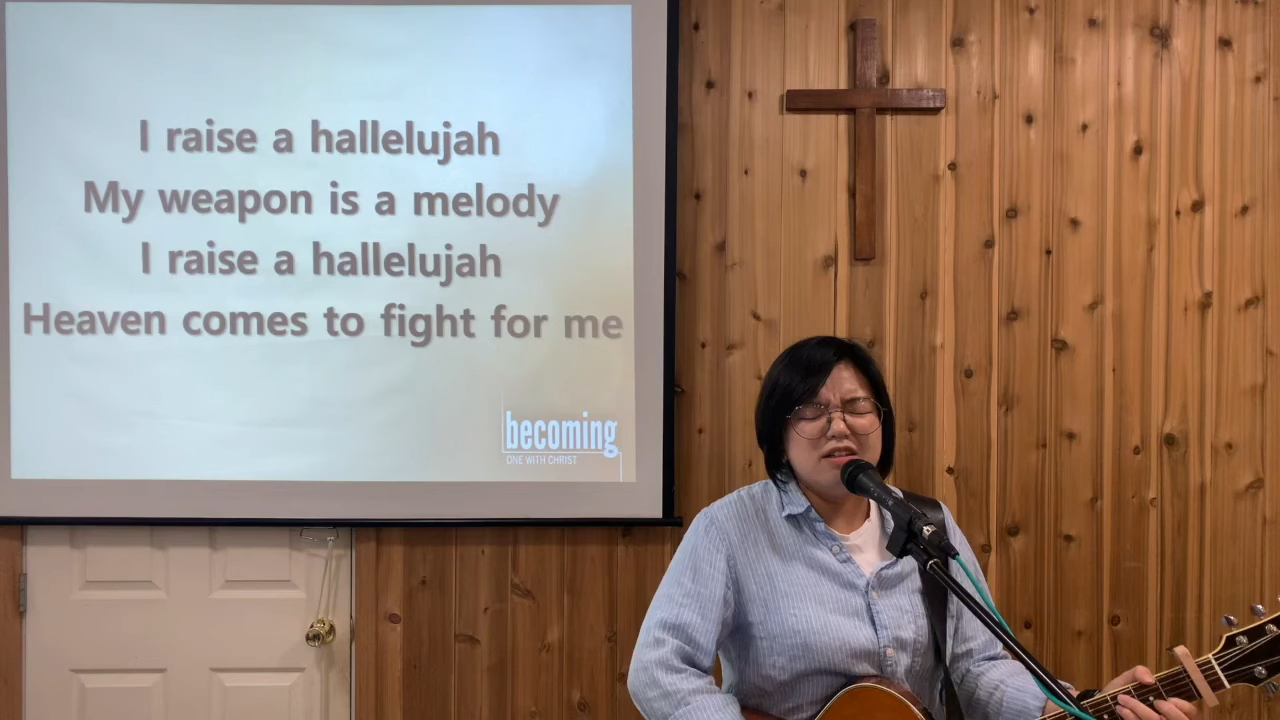 I raise a hallelujah
My weapon is a melody
I raise a hallelujah
Heaven comes to fight for me
becoming
ONE WITH CHRIST